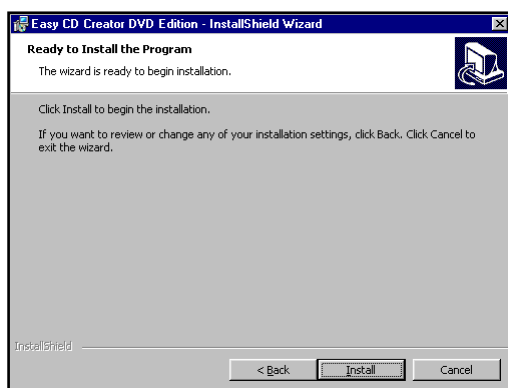 Easy CD Creator DVD Edition - InstallShield Wizard
Ready to Install the Program
The wizard is ready to begin installation.
Click Install to begin the installation.
If you want to review or change any of your installation settings, click Back. Click Cancel to
exit the wizard.
InstallShield
< Back
Install
Cancel